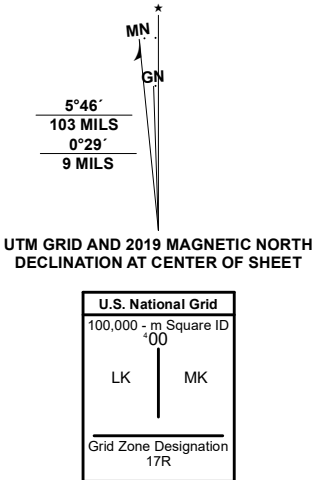 ★
MN
GN
5°46´
103 MILS
0°29´
9 MILS
UTM GRID AND 2019 MAGNETIC NORTH
DECLINATION AT CENTER OF SHEET
U.S. National Grid
100,000 - m Square ID
⁴00
LK MK
Grid Zone Designation
17R